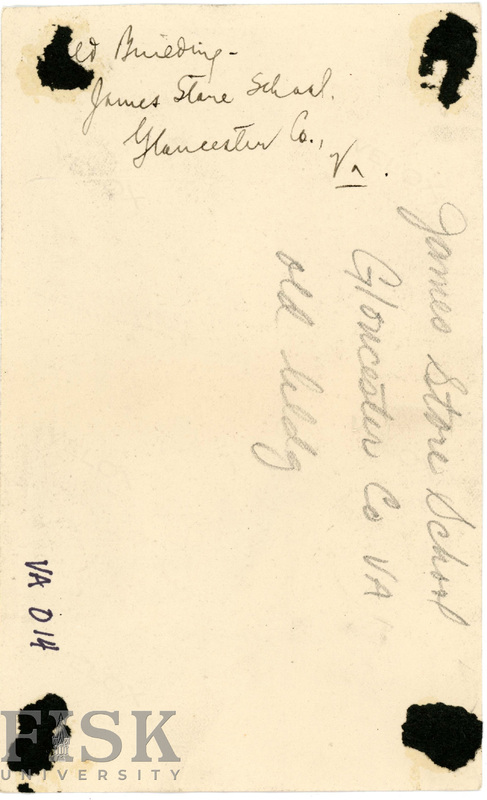 Old Building-
James Store School.
Gloucester Co.,
Va.
James Store School
Gloucester Co VA
old bldg
VA 014
FISK
UNIVERSITY